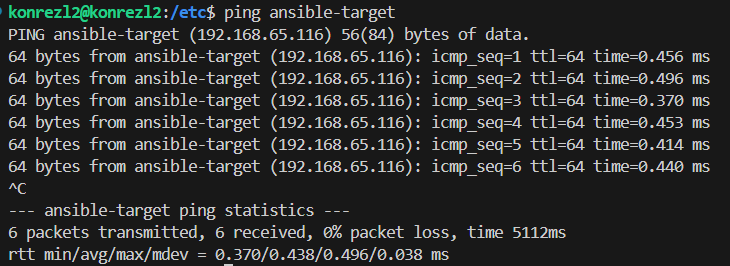 konrezl2@konrezl2:/etc$ ping ansible-target
PING ansible-target (192.168.65.116) 56(84) bytes of data.
64 bytes from ansible-target (192.168.65.116): icmp_seq=1 ttl=64 time=0.456 ms
64 bytes from ansible-target (192.168.65.116): icmp_seq=2 ttl=64 time=0.496 ms
64 bytes from ansible-target (192.168.65.116): icmp_seq=3 ttl=64 time=0.370 ms
64 bytes from ansible-target (192.168.65.116): icmp_seq=4 ttl=64 time=0.453 ms
64 bytes from ansible-target (192.168.65.116): icmp_seq=5 ttl=64 time=0.414 ms
64 bytes from ansible-target (192.168.65.116): icmp_seq=6 ttl=64 time=0.440 ms
^C
--- ansible-target ping statistics ---
6 packets transmitted, 6 received, 0% packet loss, time 5112ms
rtt min/avg/max/mdev = 0.370/0.438/0.496/0.038 ms